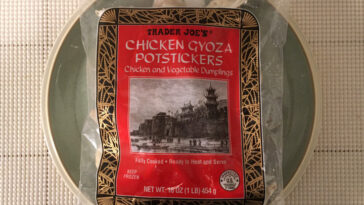 TRADER JOE'S®
CHICKEN GYOZA
POTSTICKERS
Chicken and Vegetable Dumplings
Fully Cooked • Ready to Heat and Serve
KEEP
FROZEN
NET WT. 16 OZ (1 LB) 454 g